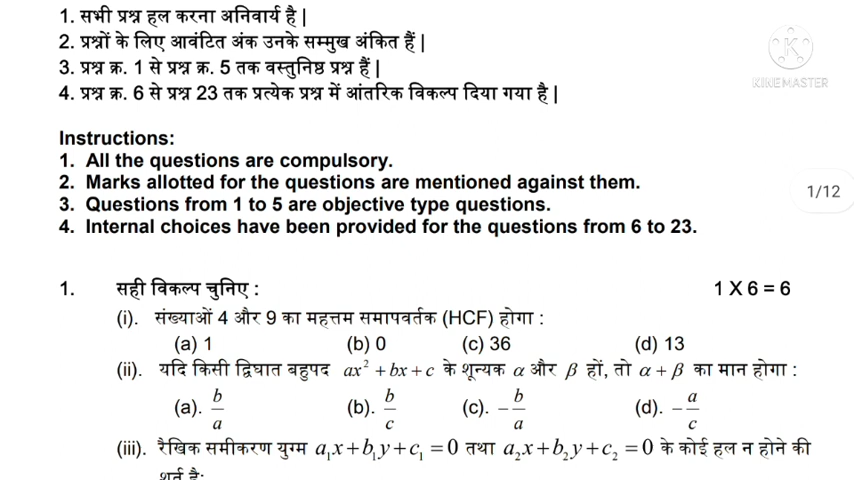 1. सभी प्रश्न हल करना अनिवार्य है |
2. प्रश्नों के लिए आवंटित अंक उनके सम्मुख अंकित हैं |
3. प्रश्न क्र. 1 से प्रश्न क्र. 5 तक वस्तुनिष्ठ प्रश्न हैं |
4. प्रश्न क्र. 6 से प्रश्न 23 तक प्रत्येक प्रश्न में आंतरिक विकल्प दिया गया है |
KINEMASTER
Instructions:
1. All the questions are compulsory.
2. Marks allotted for the questions are mentioned against them.
3. Questions from 1 to 5 are objective type questions.
4. Internal choices have been provided for the questions from 6 to 23.
1/12
1. सही विकल्प चुनिए : 1 X 6 = 6
(i). संख्याओं 4 और 9 का महत्तम समापवर्तक (HCF) होगा :
(a) 1 (b) 0 (c) 36 (d) 13
(ii). यदि किसी द्विघात बहुपद ax² + bx + c के शून्यक α और β हों, तो α + β का मान होगा :
(a). b/a (b). b/c (c). -b/a (d). -a/c
(iii). रैखिक समीकरण युग्म a₁x+b₁y+c₁ =0 तथा a₂x+b₂y+c₂ =0 के कोई हल न होने की
शर्त है: